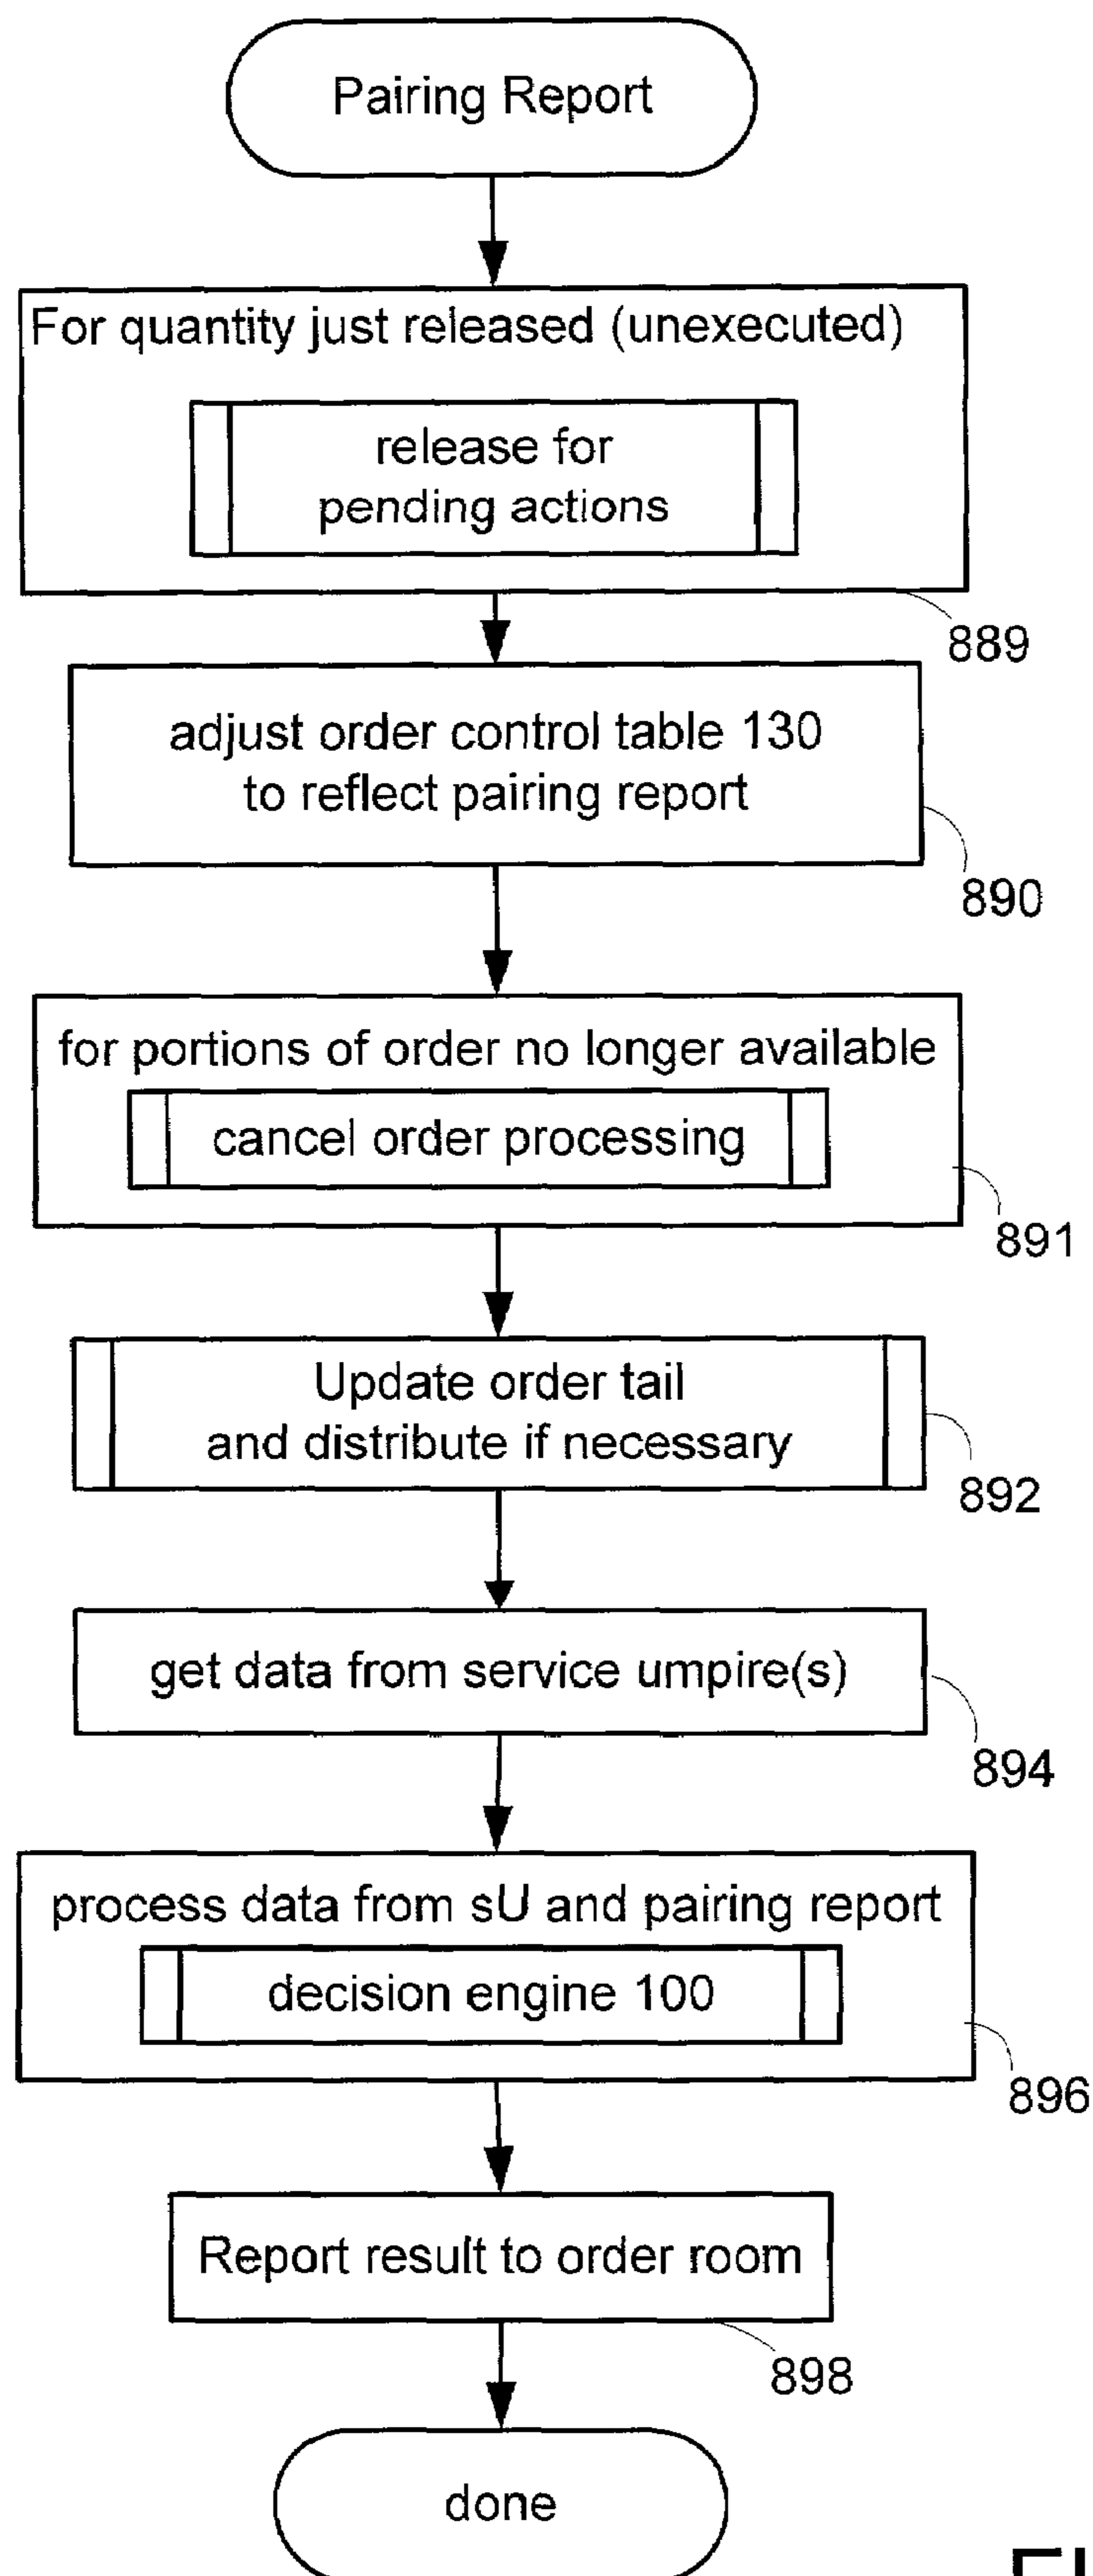 Pairing Report
For quantity just released (unexecuted)
release for
pending actions
889
adjust order control table 130
to reflect pairing report
890
for portions of order no longer available
cancel order processing
891
Update order tail
and distribute if necessary
892
get data from service umpire(s)
894
process data from sU and pairing report
decision engine 100
896
Report result to order room
898
done